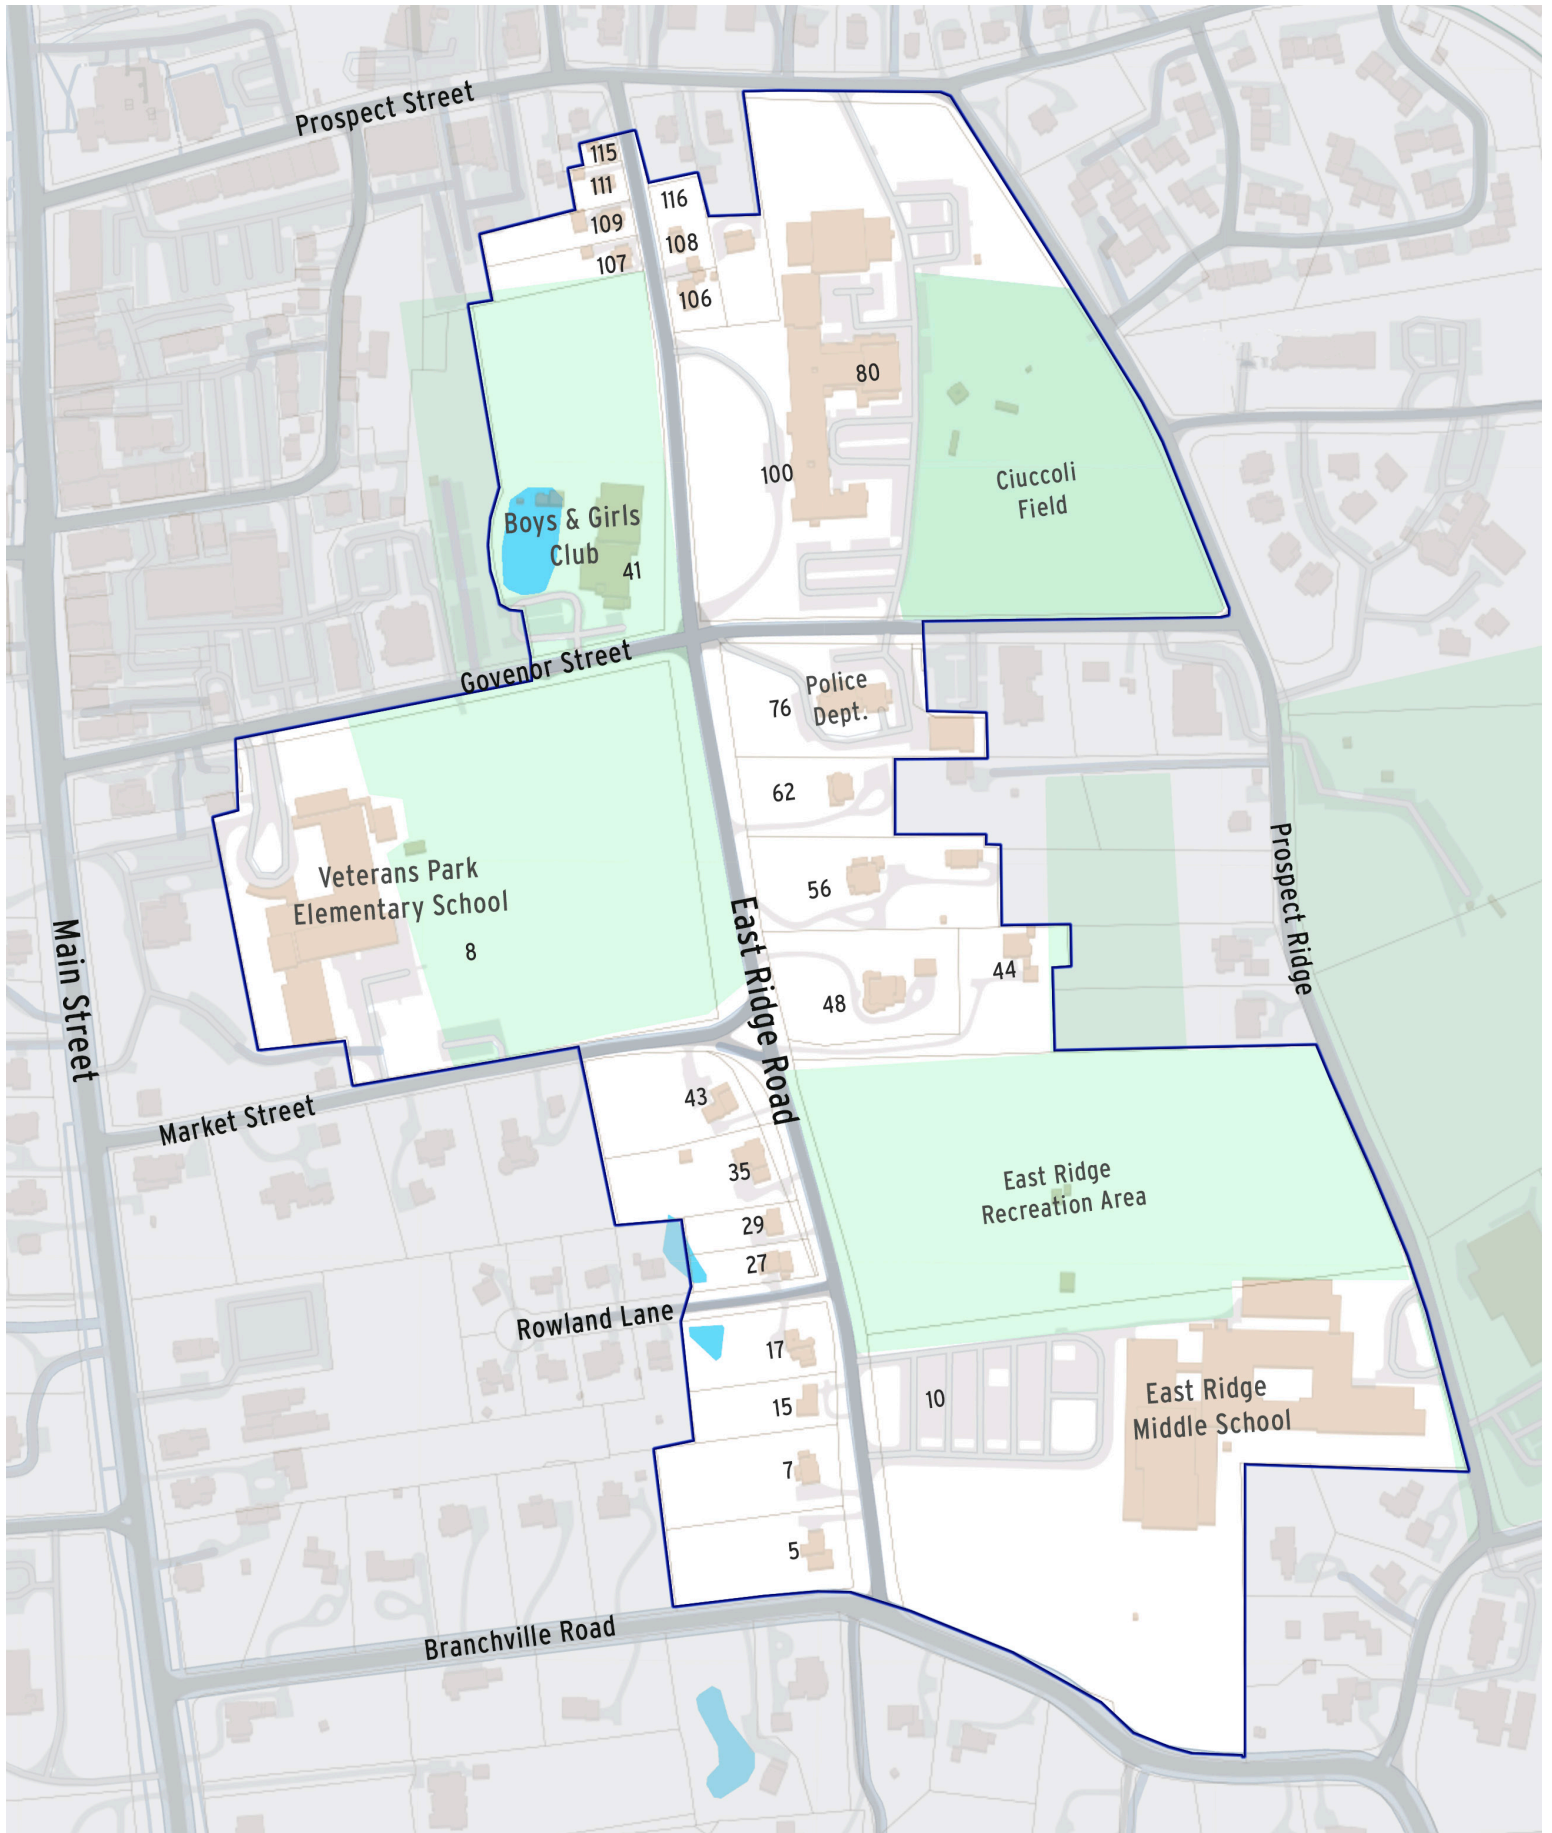 Prospect Street
115
111
116
109
108
107
106
80
100
Ciuccoli
Field
Boys & Girls
Club
41
Govenor Street
Police
Dept.
76
62
Veterans Park
Elementary School
8
56
Prospect Ridge
East Ridge Road
Main Street
44
48
43
Market Street
35
East Ridge
Recreation Area
29
27
Rowland Lane
17
15
10
East Ridge
Middle School
7
5
Branchville Road